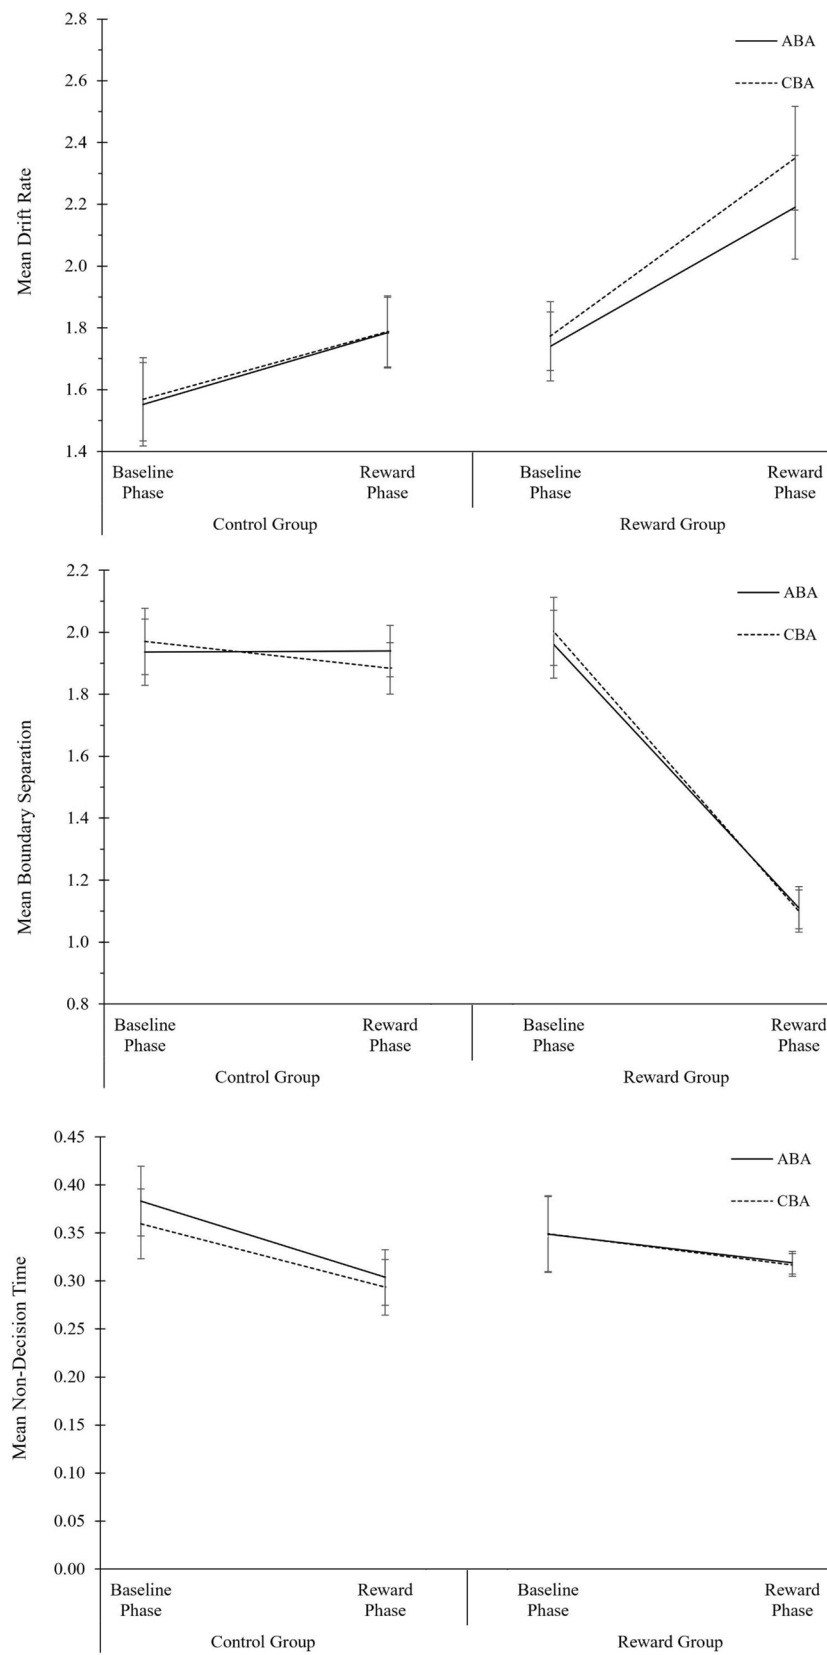 2.8
ABA
2.6
CBA
2.4
2.2
2.0
1.8
1.6
1.4
Mean Drift Rate
Baseline
Phase
Reward
Phase
Baseline
Phase
Reward
Phase
Control Group
Reward Group
2.2
ABA
2.0
CBA
1.8
1.6
1.4
1.2
1.0
0.8
Mean Boundary Separation
Baseline
Phase
Reward
Phase
Baseline
Phase
Reward
Phase
Control Group
Reward Group
0.45
ABA
0.40
CBA
0.35
0.30
0.25
0.20
0.15
0.10
0.05
0.00
Mean Non-Decision Time
Baseline
Phase
Reward
Phase
Baseline
Phase
Reward
Phase
Control Group
Reward Group